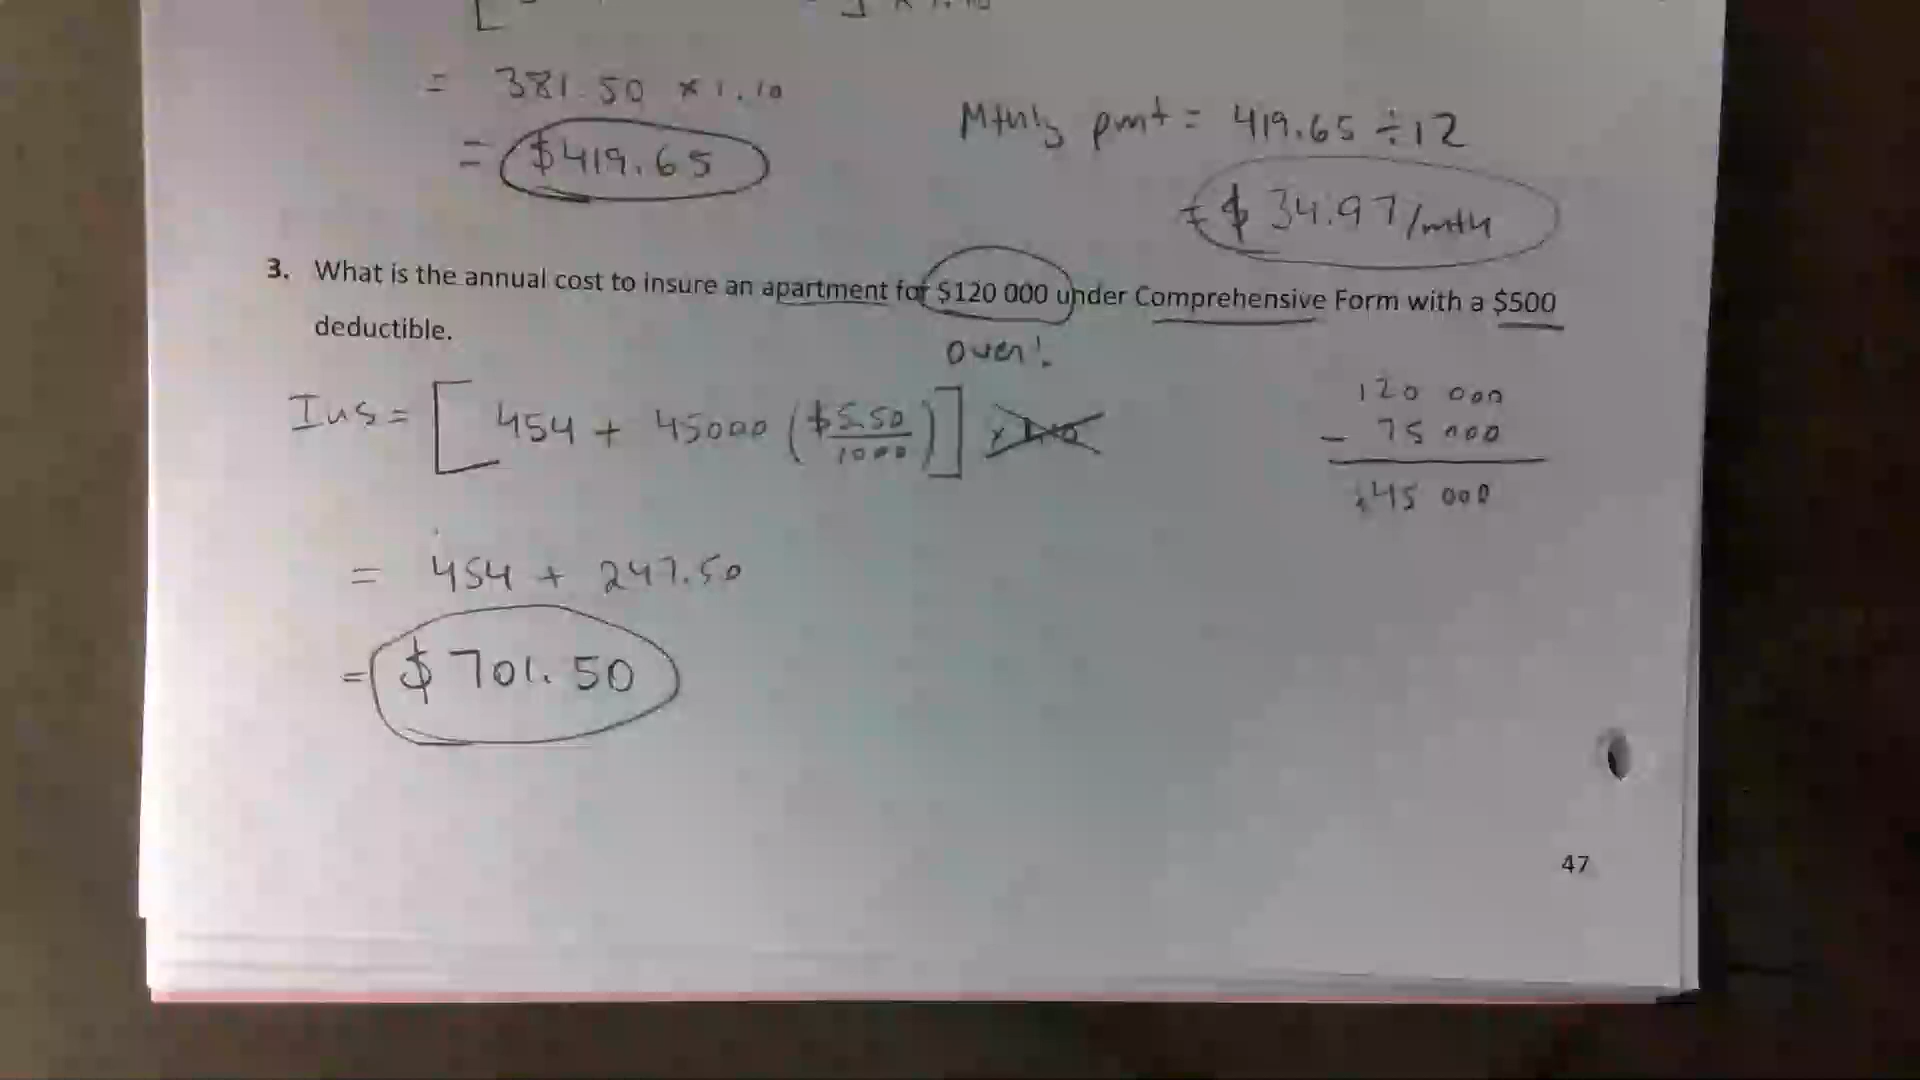 = 381.50 x 1.10
= $419.65
Mthly pmt = 419.65 ÷ 12
= $34.97/mth
3. What is the annual cost to insure an apartment for $120 000 under Comprehensive Form with a $500
deductible.
over!
Ins = [ 454 + 45000 ( $5.50 / 1000 ) ]
120 000
- 75 000
45 000
= 454 + 247.50
= $701.50
47